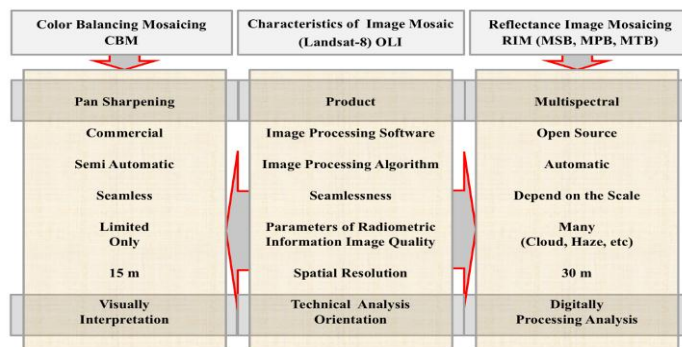 Color Balancing Mosaicing
CBM
Characteristics of Image Mosaic
(Landsat-8) OLI
Reflectance Image Mosaicing
RIM (MSB, MPB, MTB)
Pan Sharpening
Product
Multispectral
Commercial
Image Processing Software
Open Source
Semi Automatic
Image Processing Algorithm
Automatic
Seamless
Seamlessness
Depend on the Scale
Limited
Only
Parameters of Radiometric
Information Image Quality
Many
(Cloud, Haze, etc)
15 m
Spatial Resolution
30 m
Visually
Interpretation
Technical Analysis
Orientation
Digitally
Processing Analysis